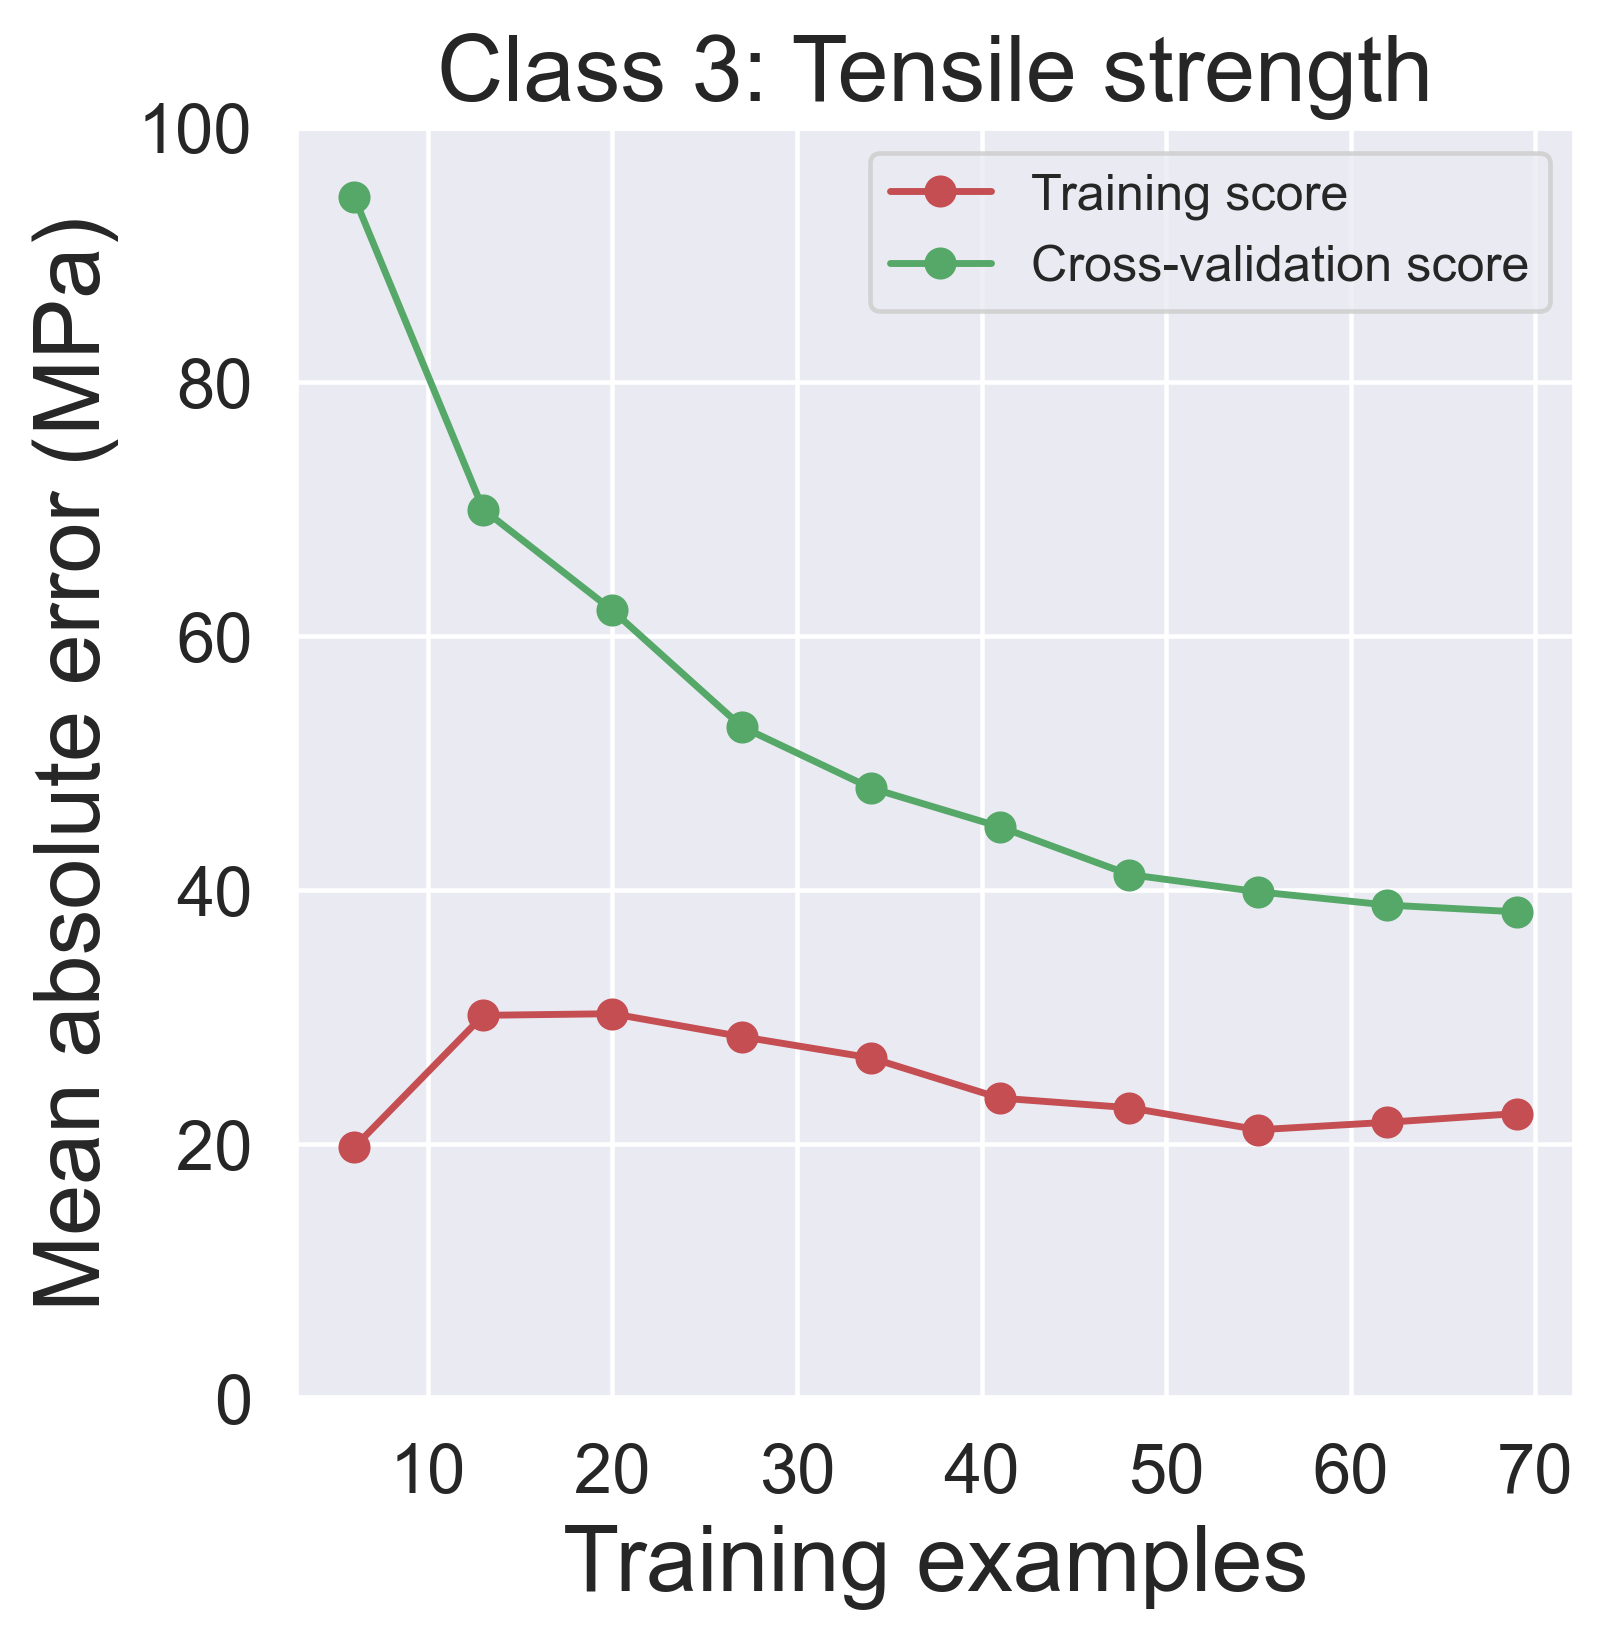 Class 3: Tensile strength
Training score
Cross-validation score
Mean absolute error (MPa)
100
80
60
40
20
0
10 20 30 40 50 60 70
Training examples